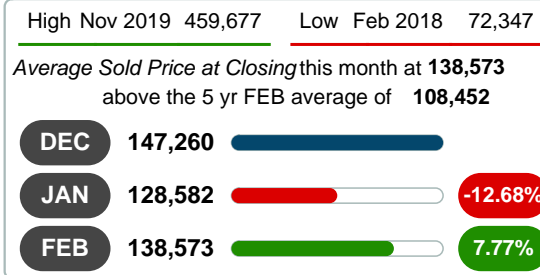 High Nov 2019 459,677 Low Feb 2018 72,347
Average Sold Price at Closing this month at 138,573
above the 5 yr FEB average of 108,452
DEC 147,260
JAN 128,582 -12.68%
FEB 138,573 7.77%